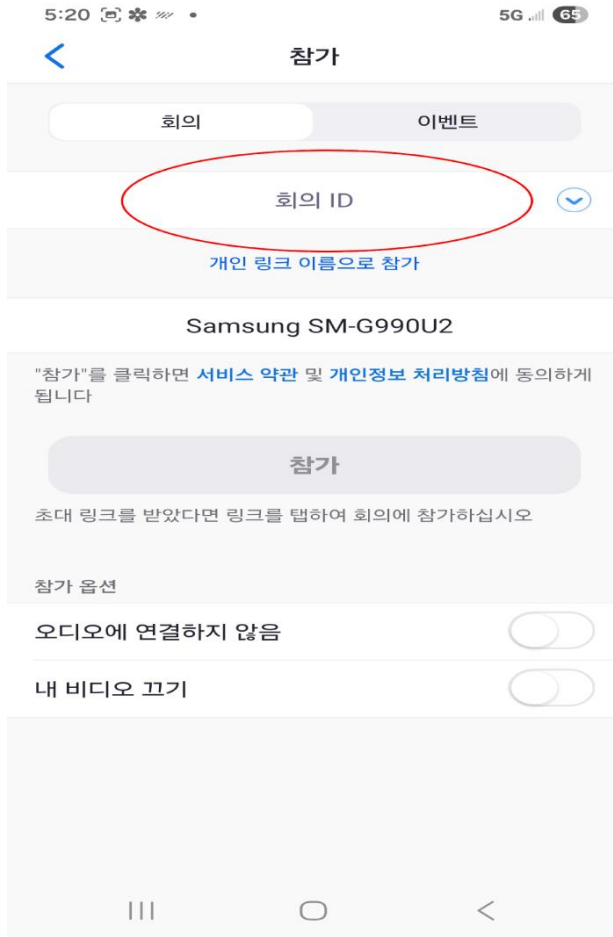 5:20
5G 65
참가
회의 이벤트
회의 ID
개인 링크 이름으로 참가
Samsung SM-G990U2
"참가"를 클릭하면 서비스 약관 및 개인정보 처리방침에 동의하게
됩니다
참가
초대 링크를 받았다면 링크를 탭하여 회의에 참가하십시오
참가 옵션
오디오에 연결하지 않음
내 비디오 끄기